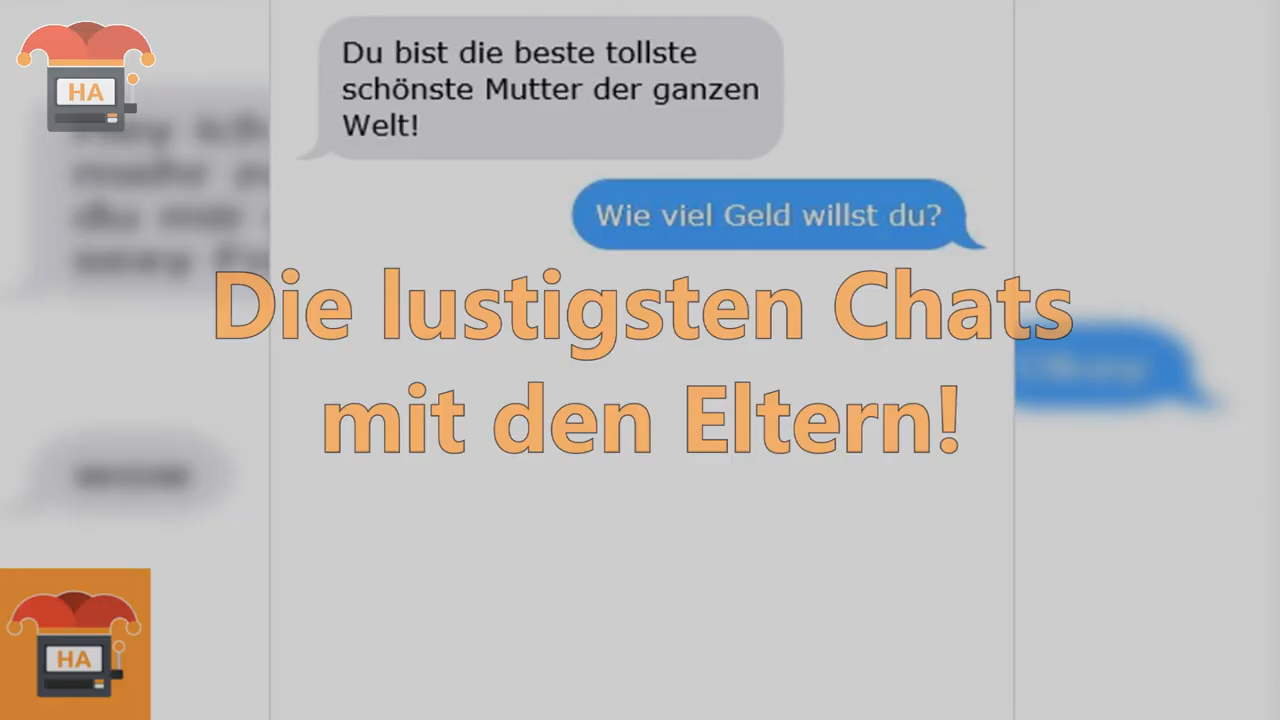 HA
Du bist die beste tollste
schönste Mutter der ganzen
Welt!
Wie viel Geld willst du?
Die lustigsten Chats
mit den Eltern!
HA